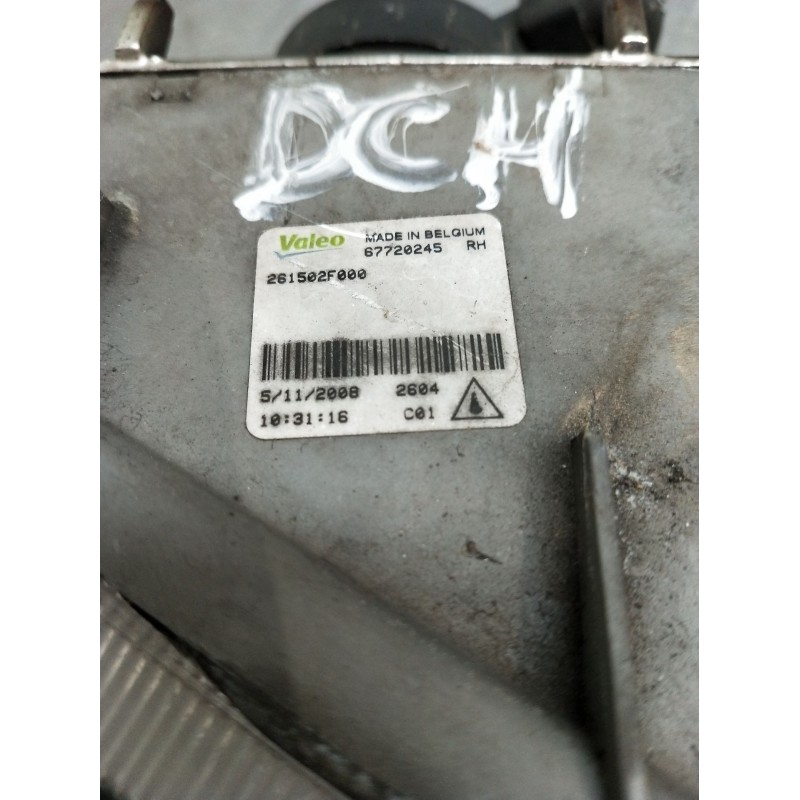 DCH
Valeo MADE IN BELGIUM
67720245 RH
261502F000
5/11/2008 2604
10:31:16 C01